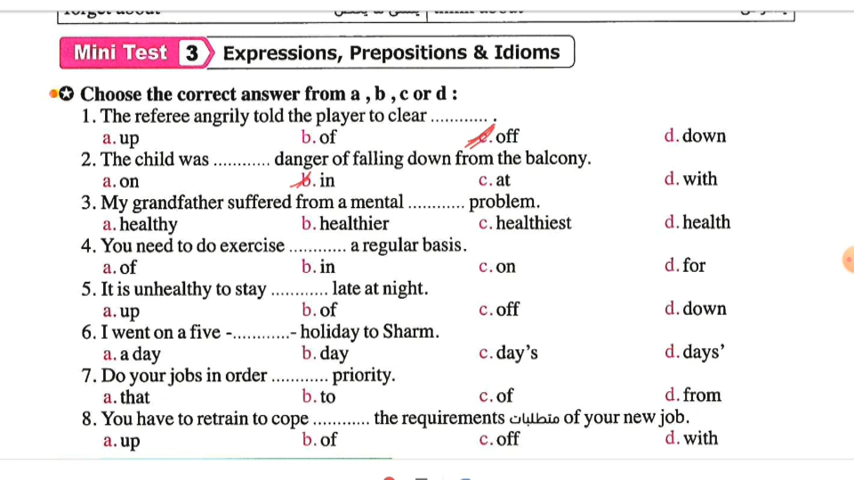 Mini Test 3 Expressions, Prepositions & Idioms
Choose the correct answer from a , b , c or d :
1. The referee angrily told the player to clear ............ .
a. up b. of c. off d. down
2. The child was ............ danger of falling down from the balcony.
a. on b. in c. at d. with
3. My grandfather suffered from a mental ............ problem.
a. healthy b. healthier c. healthiest d. health
4. You need to do exercise ............ a regular basis.
a. of b. in c. on d. for
5. It is unhealthy to stay ............ late at night.
a. up b. of c. off d. down
6. I went on a five -............- holiday to Sharm.
a. a day b. day c. day's d. days'
7. Do your jobs in order ............ priority.
a. that b. to c. of d. from
8. You have to retrain to cope ............ the requirements متطلبات of your new job.
a. up b. of c. off d. with